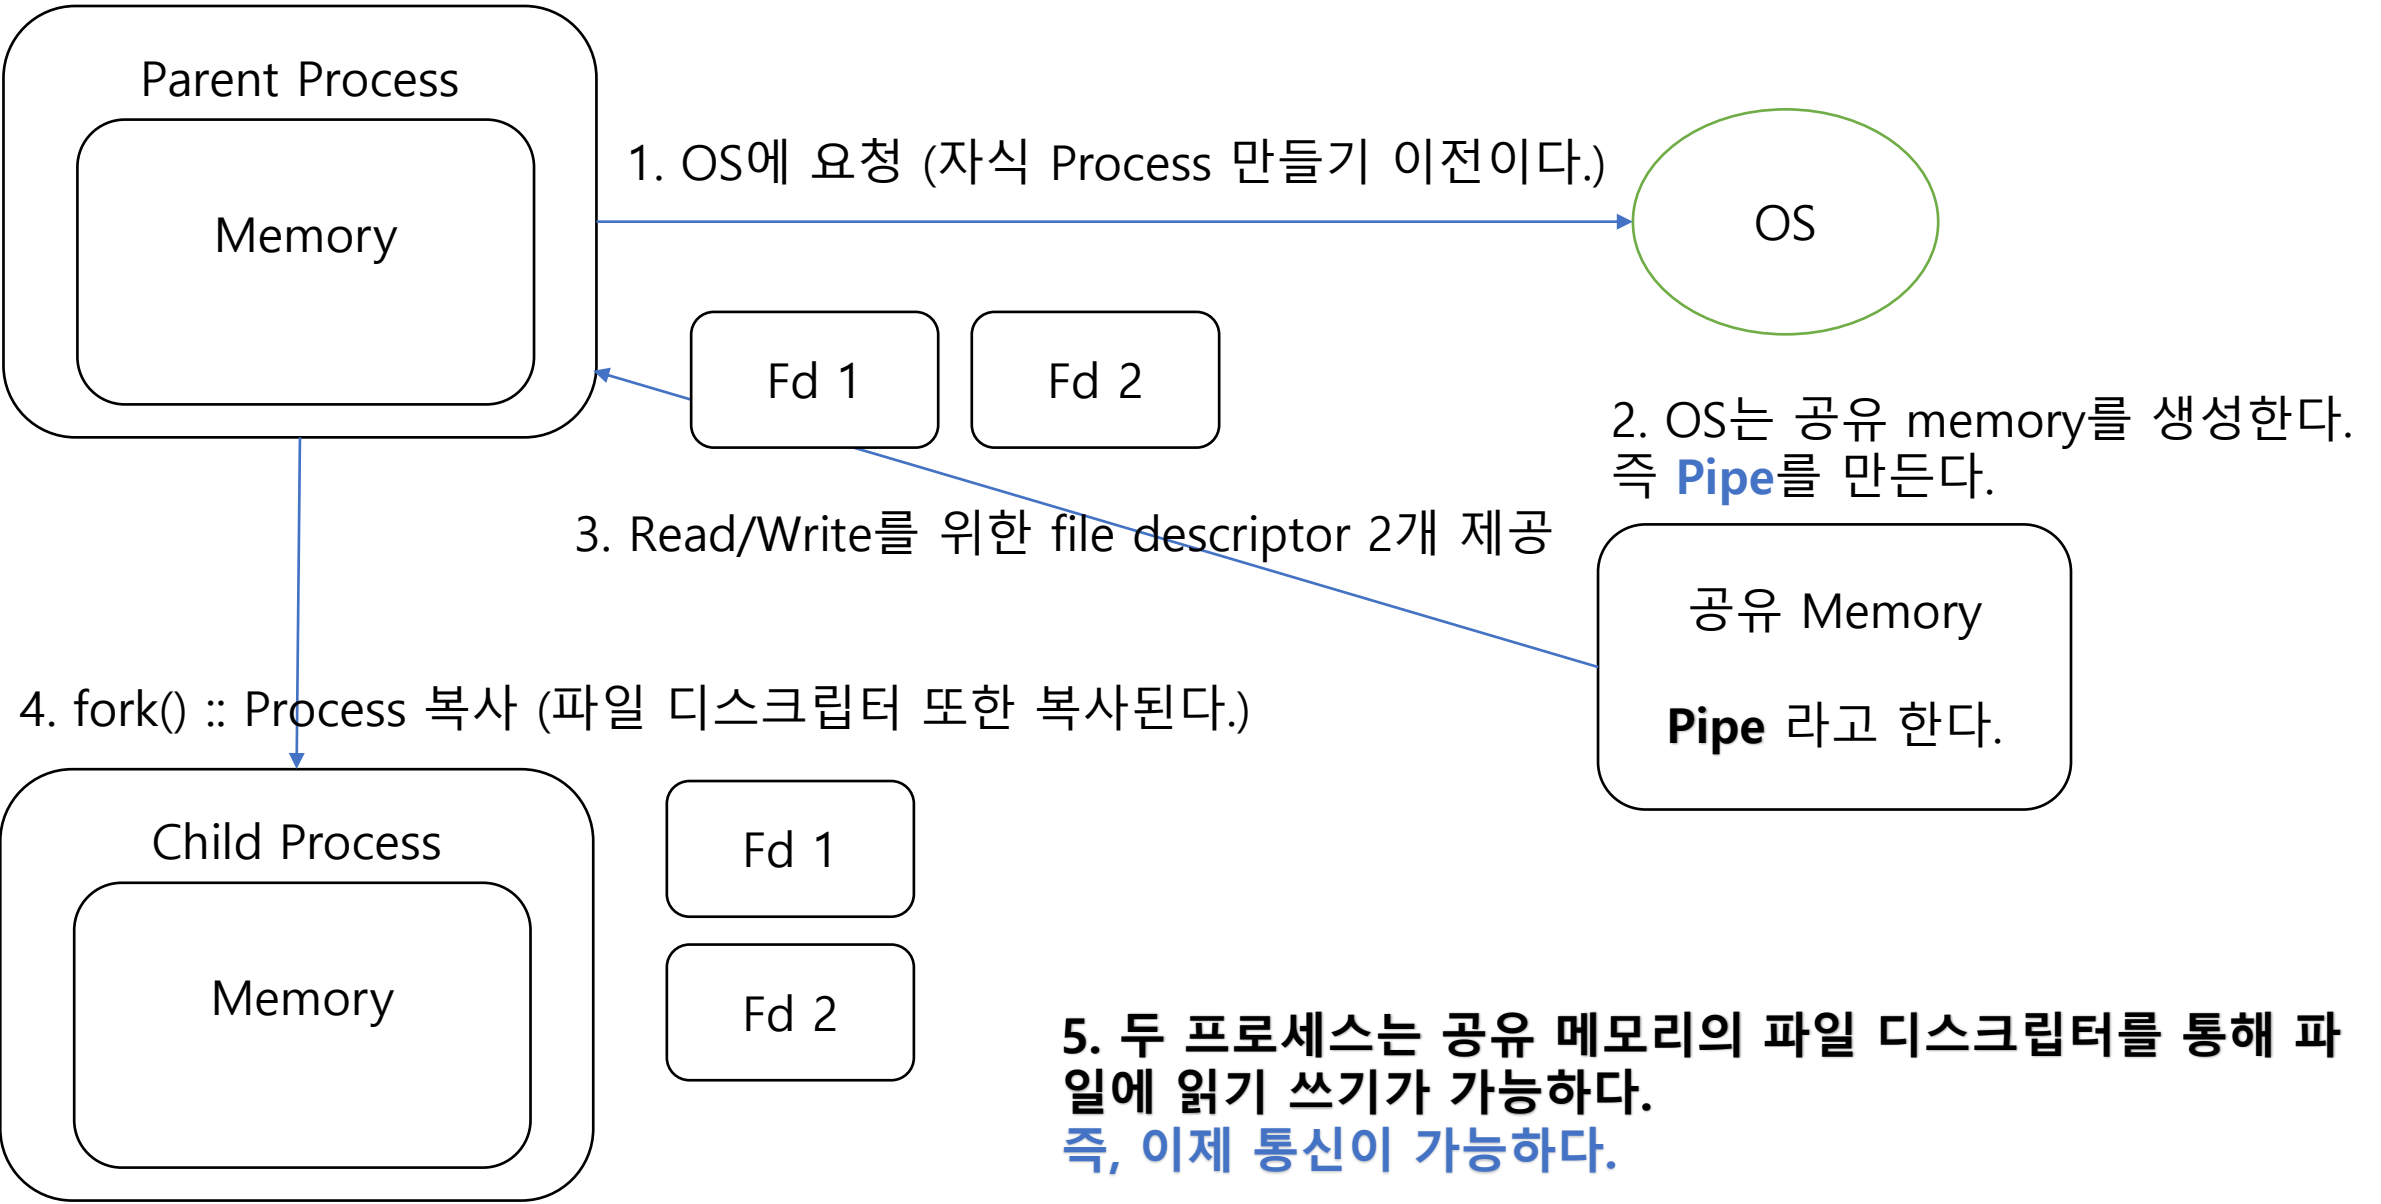 Parent Process
Memory
1. OS에 요청 (자식 Process 만들기 이전이다.)
OS
Fd 1
Fd 2
2. OS는 공유 memory를 생성한다.
즉 Pipe를 만든다.
3. Read/Write를 위한 file descriptor 2개 제공
공유 Memory
Pipe 라고 한다.
4. fork() :: Process 복사 (파일 디스크립터 또한 복사된다.)
Child Process
Memory
Fd 1
Fd 2
5. 두 프로세스는 공유 메모리의 파일 디스크립터를 통해 파
일에 읽기 쓰기가 가능하다.
즉, 이제 통신이 가능하다.